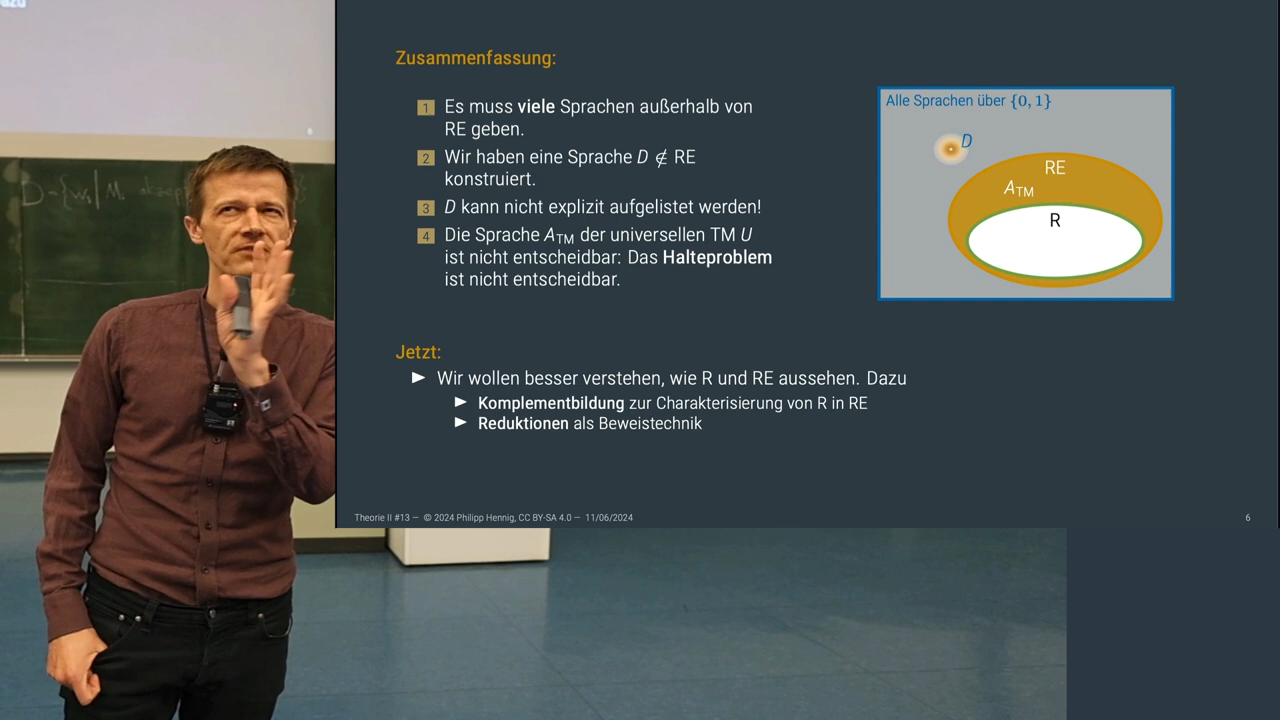 Zusammenfassung:
1 Es muss viele Sprachen außerhalb von
RE geben.
2 Wir haben eine Sprache D ∉ RE
konstruiert.
3 D kann nicht explizit aufgelistet werden!
4 Die Sprache A_TM der universellen TM U
ist nicht entscheidbar: Das Halteproblem
ist nicht entscheidbar.
Alle Sprachen über {0, 1}
D
RE
A_TM
R
Jetzt:
► Wir wollen besser verstehen, wie R und RE aussehen. Dazu
► Komplementbildung zur Charakterisierung von R in RE
► Reduktionen als Beweistechnik
Theorie II #13 — © 2024 Philipp Hennig, CC BY-SA 4.0 — 11/06/2024
6